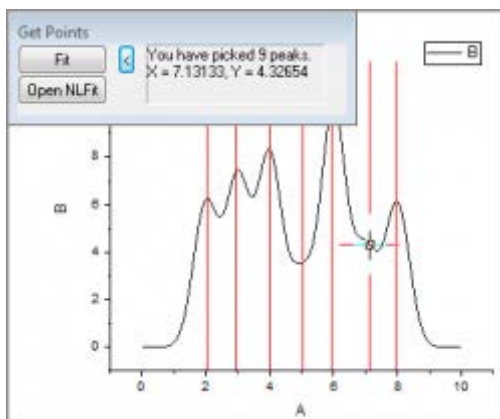 Get Points
Fit
<
You have picked 9 peaks.
X = 7.13133, Y = 4.32654
Open NLFit
B
8
6
4
2
0
B
0 2 4 6 8 10
A